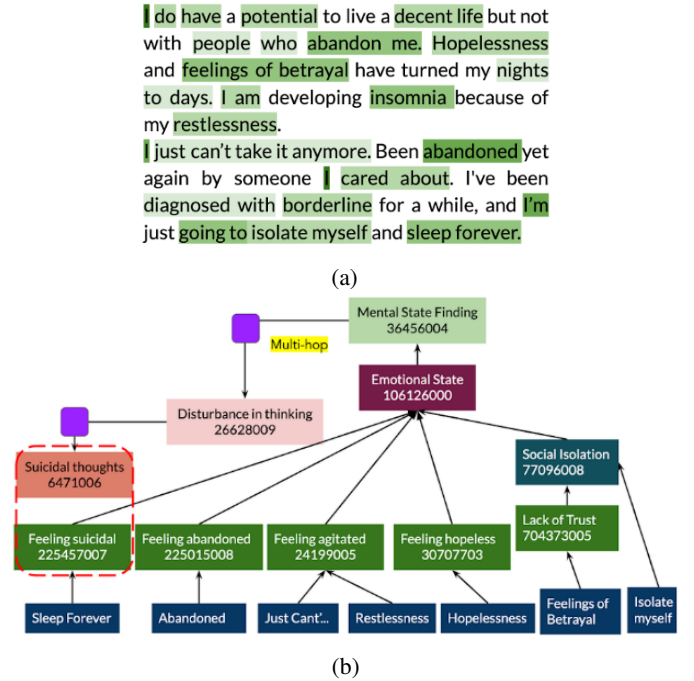 I do have a potential to live a decent life but not
with people who abandon me. Hopelessness
and feelings of betrayal have turned my nights
to days. I am developing insomnia because of
my restlessness.
I just can't take it anymore. Been abandoned yet
again by someone I cared about. I've been
diagnosed with borderline for a while, and I'm
just going to isolate myself and sleep forever.
(a)
Mental State Finding
36456004
Multi-hop
Emotional State
106126000
Disturbance in thinking
26628009
Suicidal thoughts
6471006
Social Isolation
77096008
Feeling suicidal
225457007
Feeling abandoned
225015008
Feeling agitated
24199005
Feeling hopeless
30707703
Lack of Trust
704373005
Sleep Forever
Abandoned
Just Cant'...
Restlessness
Hopelessness
Feelings of
Betrayal
Isolate
myself
(b)